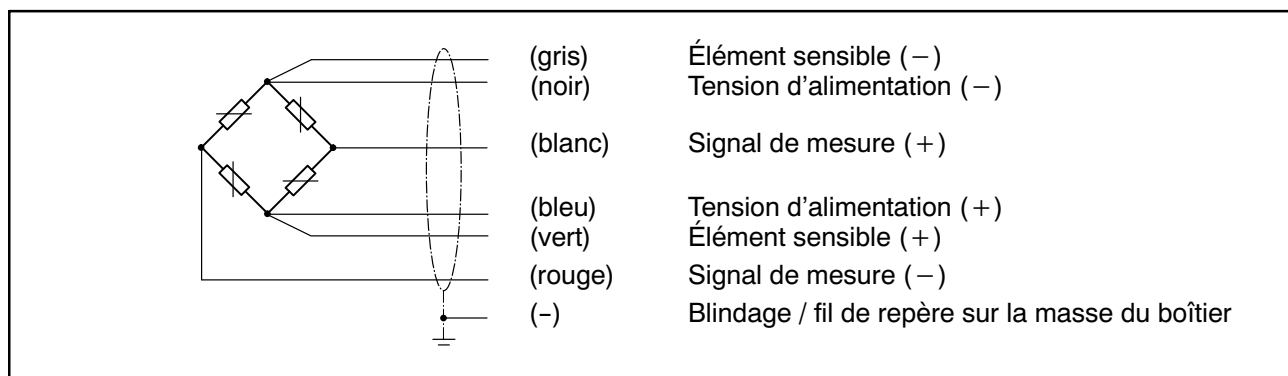 (gris) Élément sensible (−)
(noir) Tension d'alimentation (−)
(blanc) Signal de mesure (+)
(bleu) Tension d'alimentation (+)
(vert) Élément sensible (+)
(rouge) Signal de mesure (−)
(–) Blindage / fil de repère sur la masse du boîtier